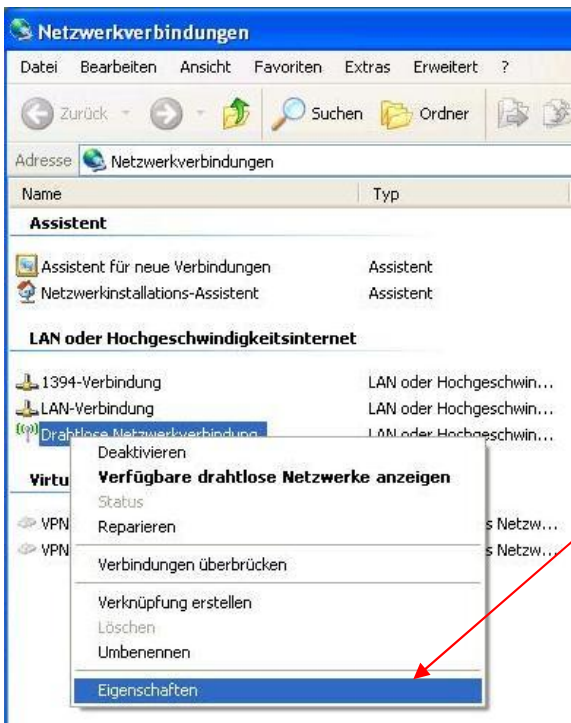 Netzwerkverbindungen
Datei Bearbeiten Ansicht Favoriten Extras Erweitert ?
Zurück Suchen Ordner
Adresse Netzwerkverbindungen
Name Typ
Assistent
Assistent für neue Verbindungen Assistent
Netzwerkinstallations-Assistent Assistent
LAN oder Hochgeschwindigkeitsinternet
1394-Verbindung LAN oder Hochgeschwin...
LAN-Verbindung LAN oder Hochgeschwin...
Drahtlose Netzwerkverbindung LAN oder Hochgeschwin...
Deaktivieren
Verfügbare drahtlose Netzwerke anzeigen
Virtu
Status
VPN s Netzw...
Reparieren
VPN s Netzw...
Verbindungen überbrücken
Verknüpfung erstellen
Löschen
Umbenennen
Eigenschaften